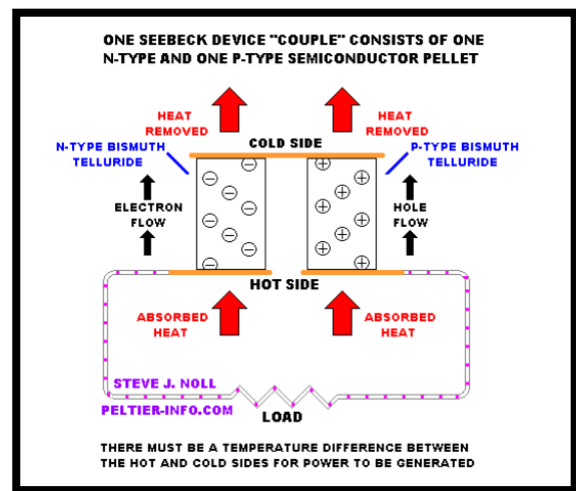 ONE SEEBECK DEVICE "COUPLE" CONSISTS OF ONE
N-TYPE AND ONE P-TYPE SEMICONDUCTOR PELLET
HEAT
REMOVED
HEAT
REMOVED
COLD SIDE
N-TYPE BISMUTH
TELLURIDE
P-TYPE BISMUTH
TELLURIDE
ELECTRON
FLOW
HOLE
FLOW
HOT SIDE
ABSORBED
HEAT
ABSORBED
HEAT
STEVE J. NOLL
PELTIER-INFO.COM
LOAD
THERE MUST BE A TEMPERATURE DIFFERENCE BETWEEN
THE HOT AND COLD SIDES FOR POWER TO BE GENERATED